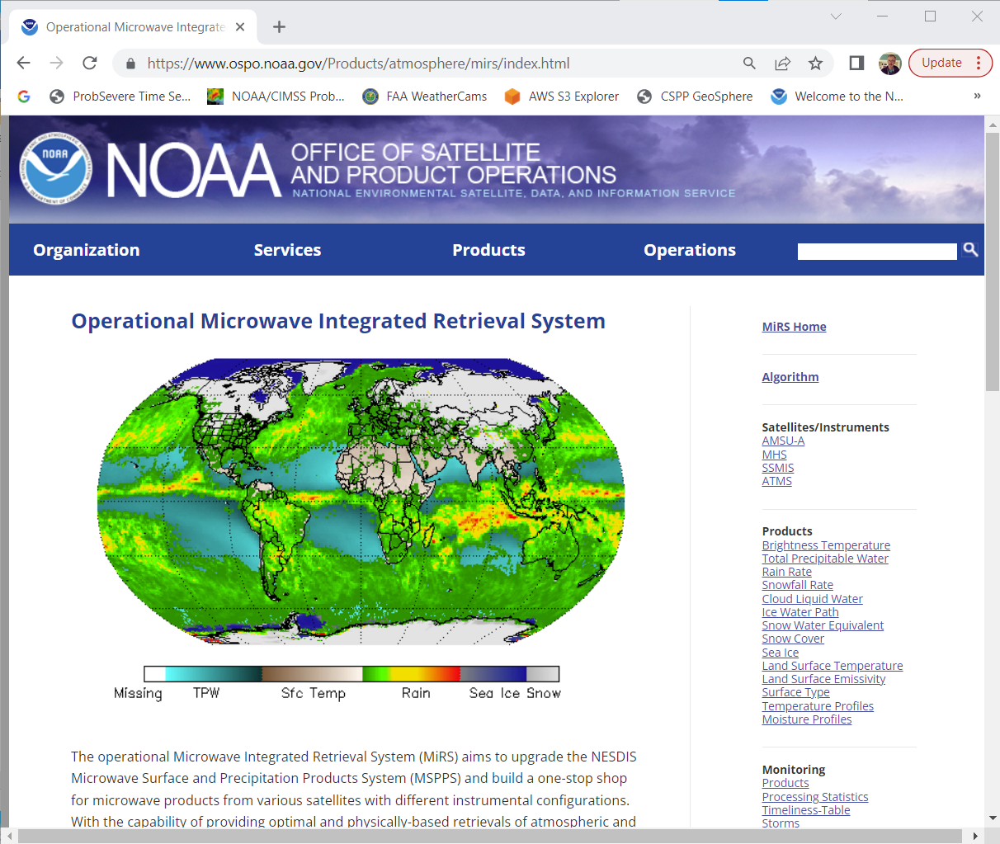 Operational Microwave Integrate
https://www.ospo.noaa.gov/Products/atmosphere/mirs/index.html
Update
ProbSevere Time Se...
NOAA/CIMSS Prob...
FAA WeatherCams
AWS S3 Explorer
CSPP GeoSphere
Welcome to the N...
»
NOAA
NOAA
OFFICE OF SATELLITE
AND PRODUCT OPERATIONS
NATIONAL ENVIRONMENTAL SATELLITE, DATA, AND INFORMATION SERVICE
Organization
Services
Products
Operations
Operational Microwave Integrated Retrieval System
Missing
TPW
Sfc Temp
Rain
Sea Ice
Snow
The operational Microwave Integrated Retrieval System (MiRS) aims to upgrade the NESDIS
Microwave Surface and Precipitation Products System (MSPPS) and build a one-stop shop
for microwave products from various satellites with different instrumental configurations.
With the capability of providing optimal and physically-based retrievals of atmospheric and
MiRS Home
Algorithm
Satellites/Instruments
AMSU-A
MHS
SSMIS
ATMS
Products
Brightness Temperature
Total Precipitable Water
Rain Rate
Snowfall Rate
Cloud Liquid Water
Ice Water Path
Snow Water Equivalent
Snow Cover
Sea Ice
Land Surface Temperature
Land Surface Emissivity
Surface Type
Temperature Profiles
Moisture Profiles
Monitoring
Products
Processing Statistics
Timeliness-Table
Storms